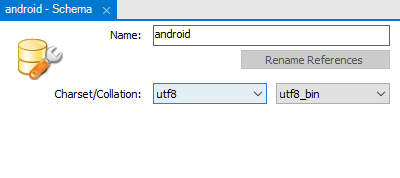 android - Schema
Name: android
Rename References
Charset/Collation: utf8 utf8_bin